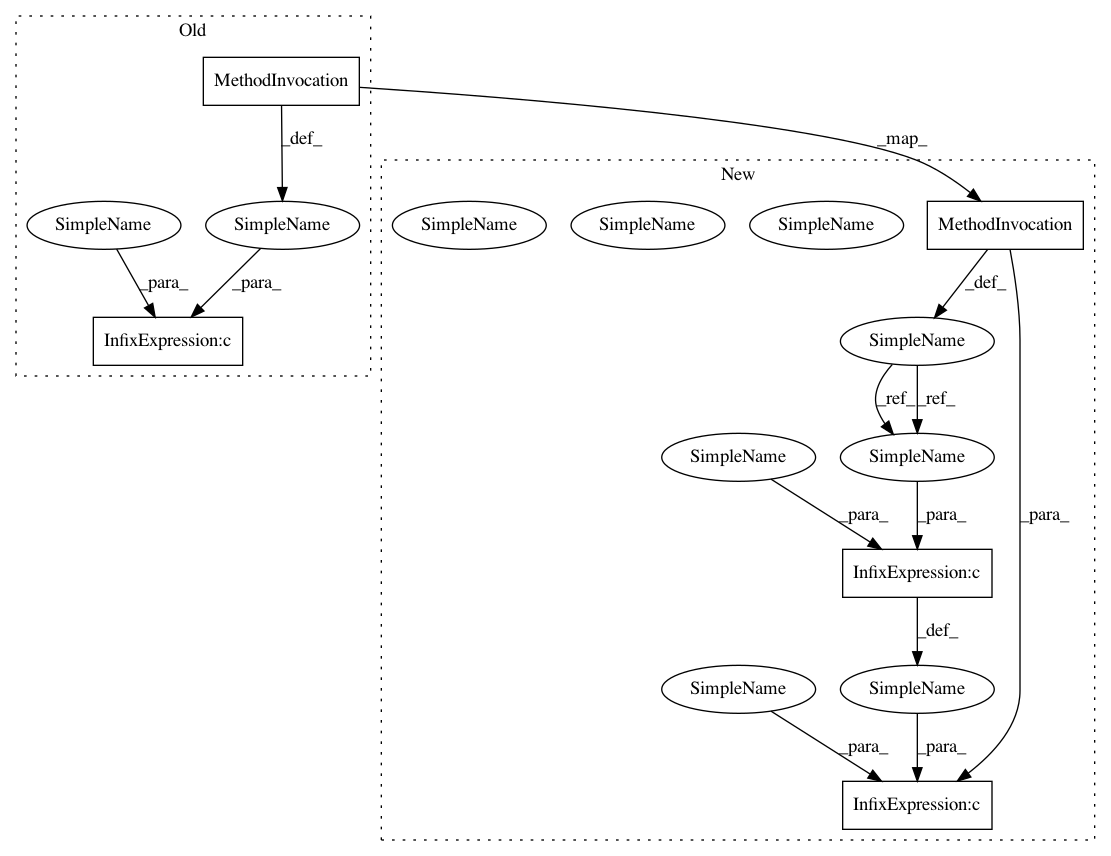 Old
MethodInvocation
_def_
_map_
New
SimpleName
SimpleName
SimpleName
SimpleName
SimpleName
MethodInvocation
_para_
_para_
_def_
InfixExpression:c
SimpleName
_ref_
_ref_
SimpleName
SimpleName
_para_
_para_
_para_
InfixExpression:c
_def_
SimpleName
SimpleName
_para_
_para_
InfixExpression:c